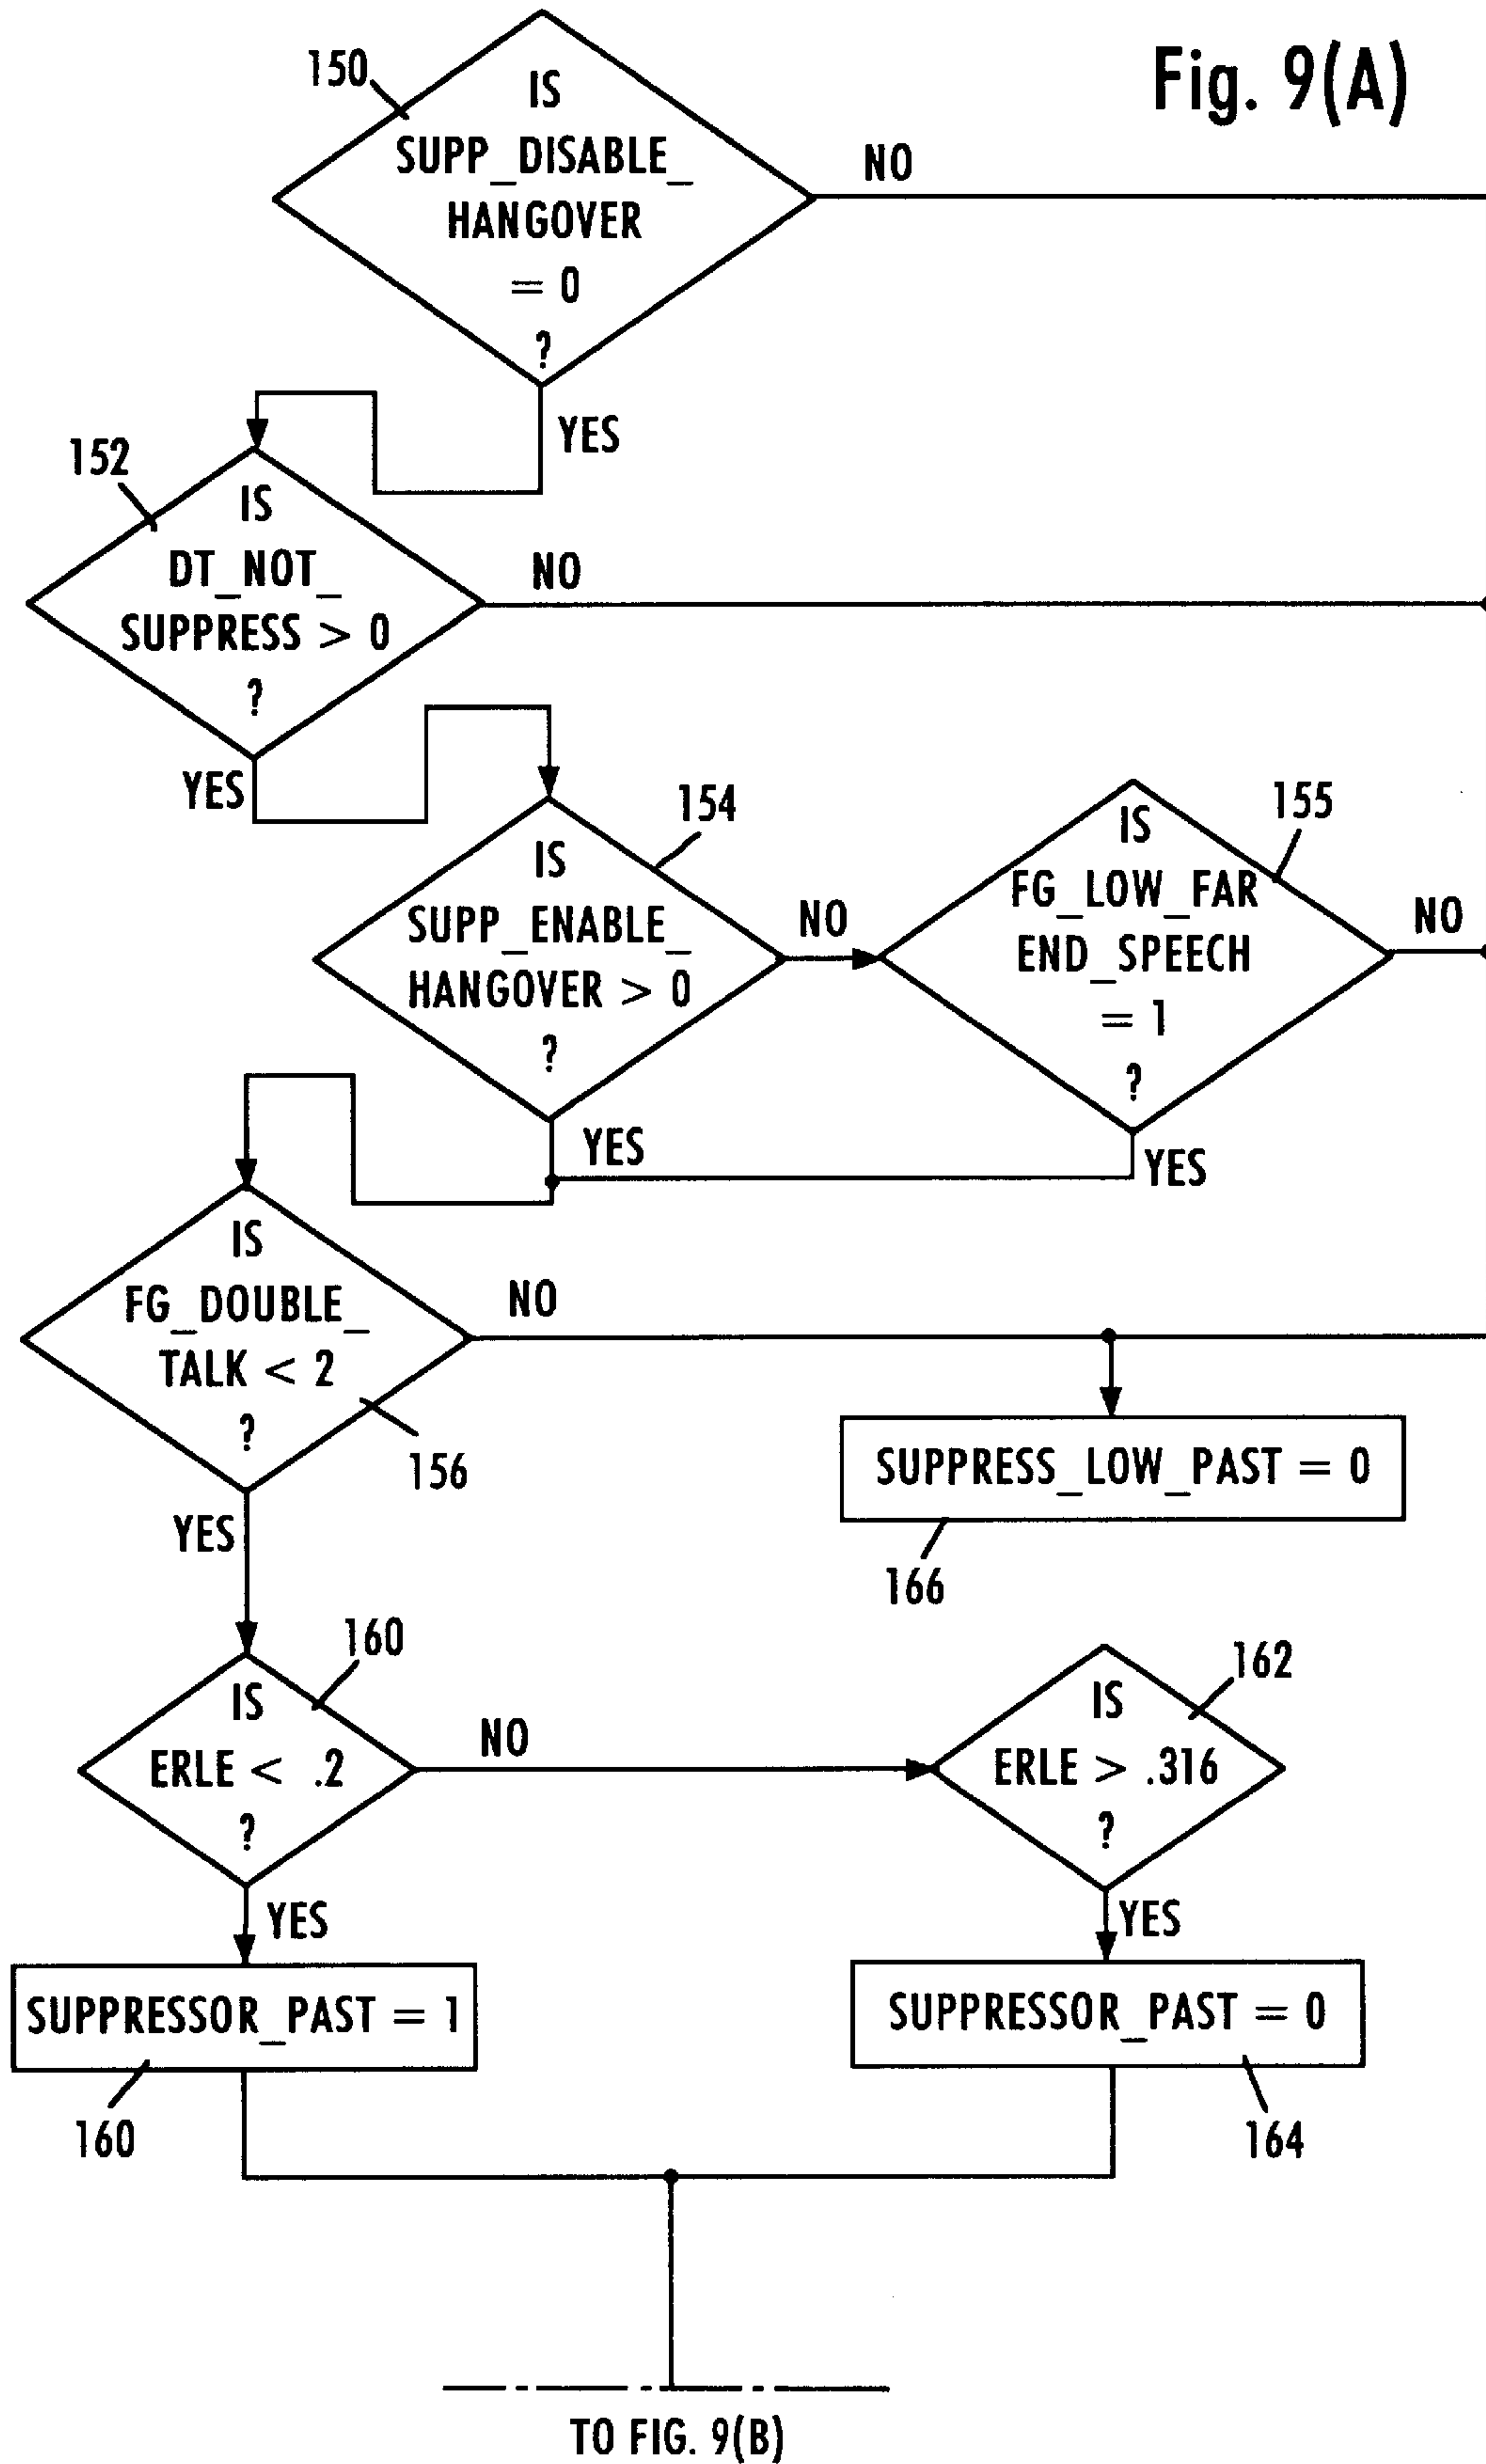 Fig. 9(A)
150
IS
SUPP_DISABLE_
HANGOVER
= 0
?
NO
YES
152
IS
DT_NOT_
SUPPRESS > 0
?
NO
YES
154
IS
SUPP_ENABLE_
HANGOVER > 0
?
NO
YES
155
IS
FG_LOW_FAR
END_SPEECH
= 1
?
NO
YES
IS
FG_DOUBLE_
TALK < 2
?
NO
156
YES
SUPPRESS_LOW_PAST = 0
166
160
IS
ERLE < .2
?
NO
YES
162
IS
ERLE > .316
?
YES
SUPPRESSOR_PAST = 1
160
SUPPRESSOR_PAST = 0
164
TO FIG. 9(B)